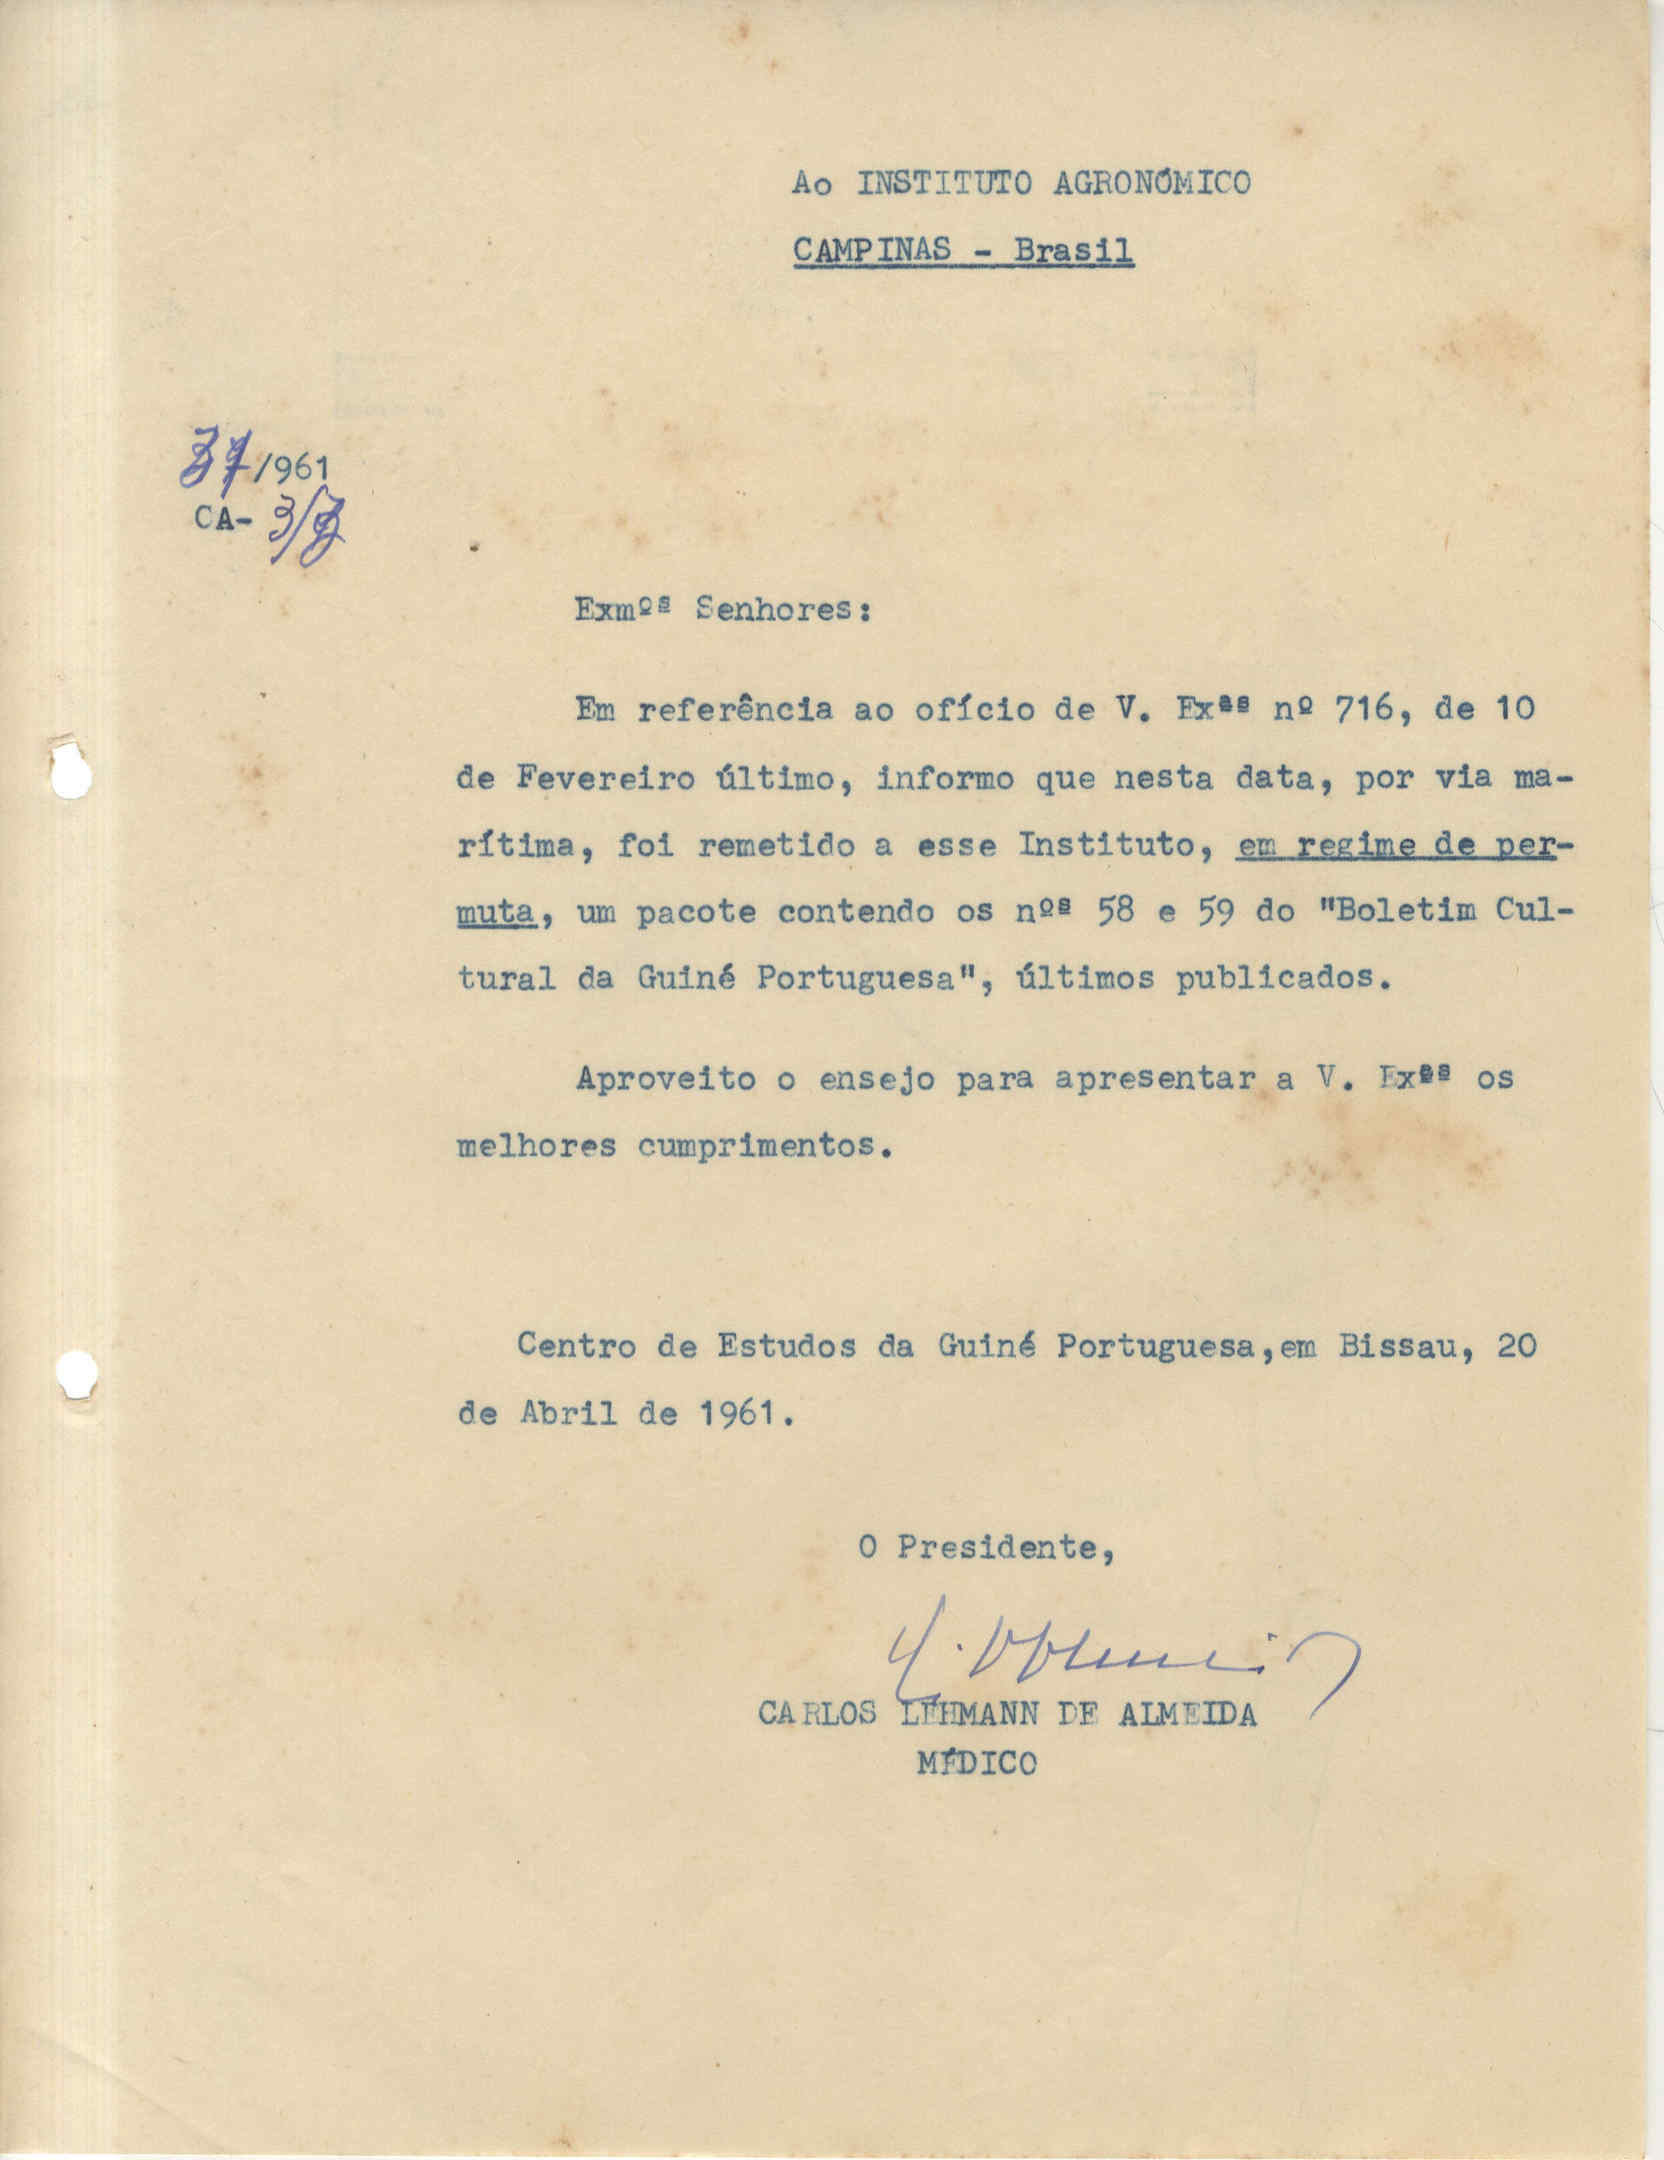 Ao INSTITUTO AGRONÓMICO
CAMPINAS - Brasil
/961
CA- 3/
Exmºs Senhores:
Em referência ao ofício de V. Exªs nº 716, de 10
de Fevereiro último, informo que nesta data, por via ma-
rítima, foi remetido a esse Instituto, em regime de per-
muta, um pacote contendo os nºs 58 e 59 do "Boletim Cul-
tural da Guiné Portuguesa", últimos publicados.
Aproveito o ensejo para apresentar a V. Exªs os
melhores cumprimentos.
Centro de Estudos da Guiné Portuguesa,em Bissau, 20
de Abril de 1961.
O Presidente,
CARLOS LEHMANN DE ALMEIDA
MÉDICO